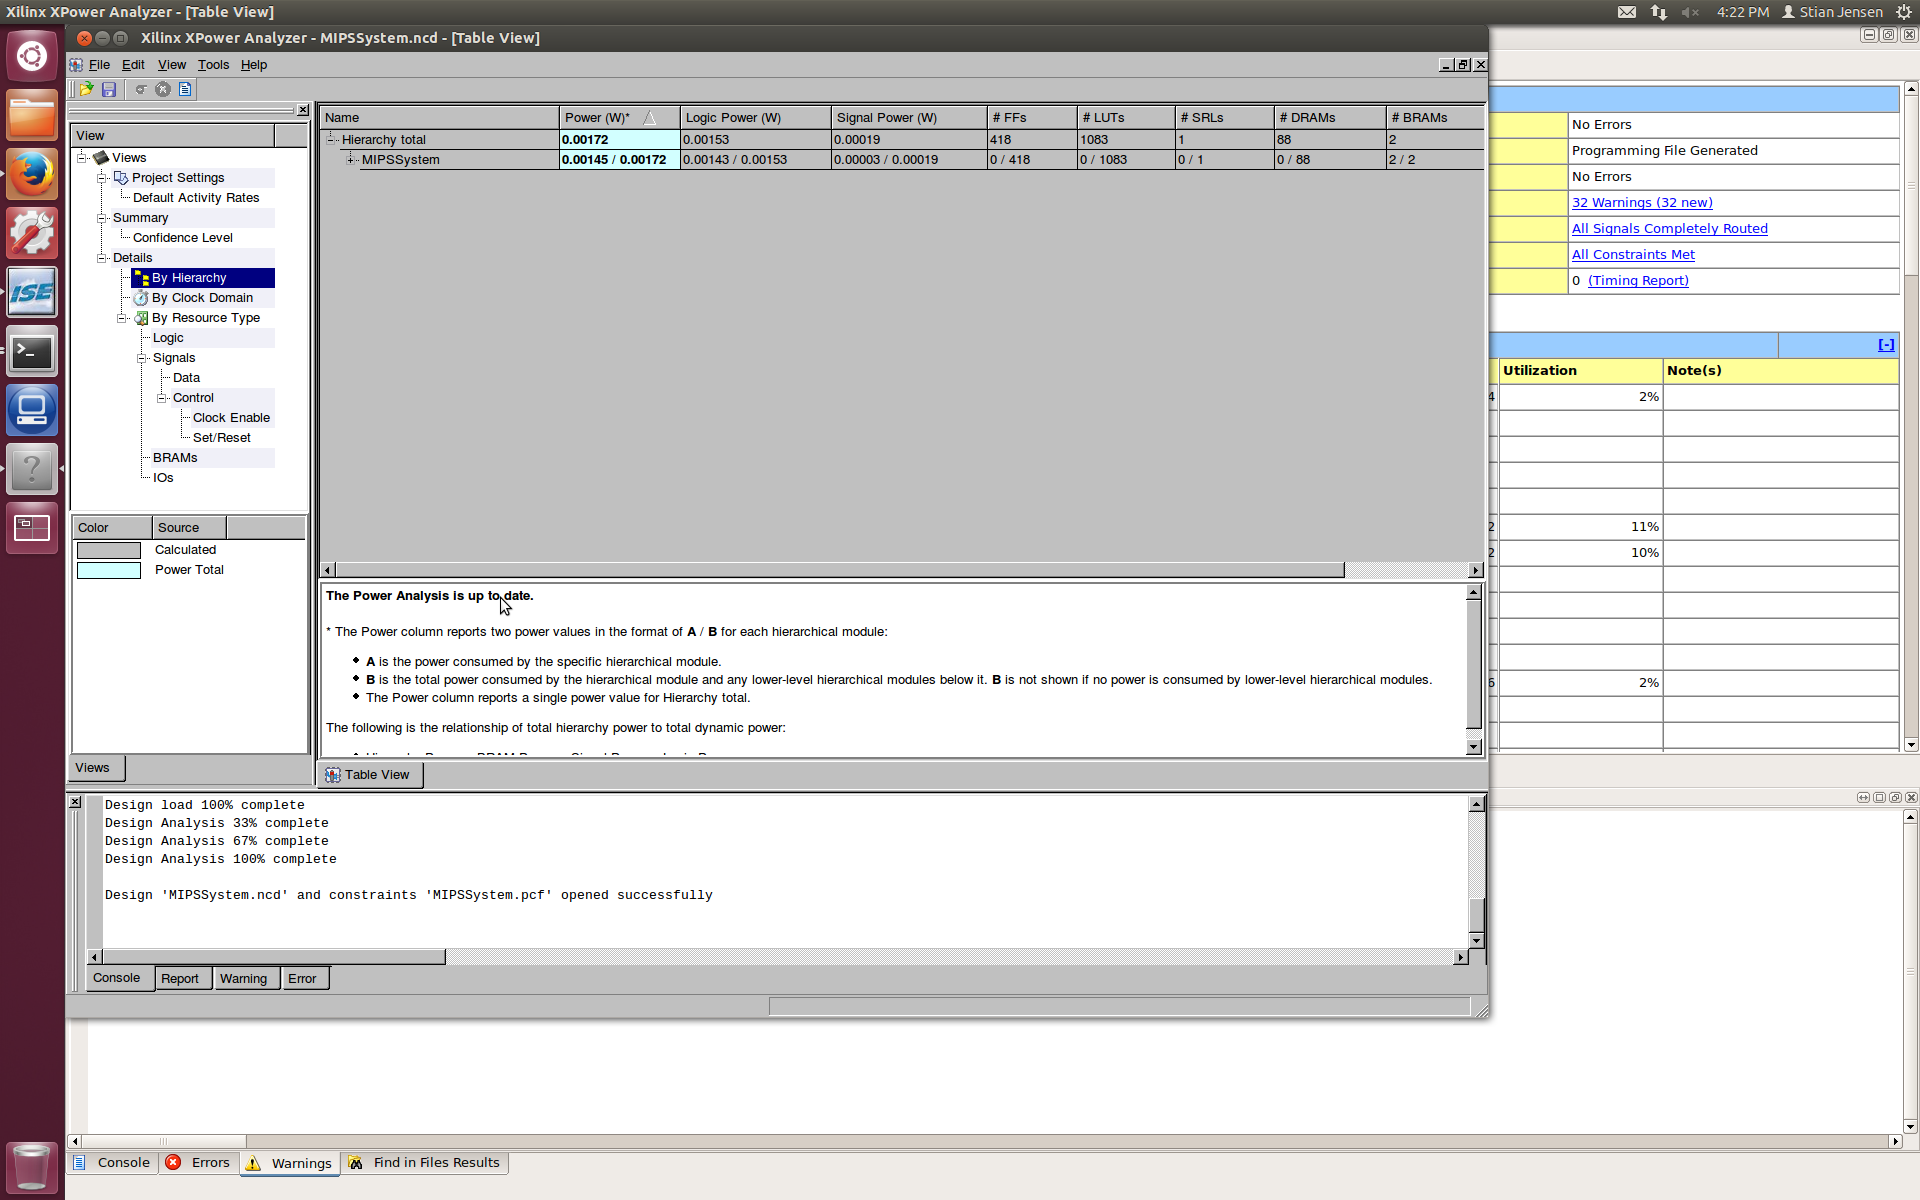 Xilinx XPower Analyzer - [Table View]
4:22 PM Stian Jensen
Xilinx XPower Analyzer - MIPSSystem.ncd - [Table View]
File Edit View Tools Help
View
Views
Project Settings
Default Activity Rates
Summary
Confidence Level
Details
By Hierarchy
By Clock Domain
By Resource Type
Logic
Signals
Data
Control
Clock Enable
Set/Reset
BRAMs
IOs
Color Source
Calculated
Power Total
Views
Name Power (W)* Logic Power (W) Signal Power (W) # FFs # LUTs # SRLs # DRAMs # BRAMs
Hierarchy total 0.00172 0.00153 0.00019 418 1083 1 88 2
MIPSSystem 0.00145 / 0.00172 0.00143 / 0.00153 0.00003 / 0.00019 0 / 418 0 / 1083 0 / 1 0 / 88 2 / 2
The Power Analysis is up to date.
* The Power column reports two power values in the format of A / B for each hierarchical module:
A is the power consumed by the specific hierarchical module.
B is the total power consumed by the hierarchical module and any lower-level hierarchical modules below it. B is not shown if no power is consumed by lower-level hierarchical modules.
The Power column reports a single power value for Hierarchy total.
The following is the relationship of total hierarchy power to total dynamic power:
Table View
Design load 100% complete
Design Analysis 33% complete
Design Analysis 67% complete
Design Analysis 100% complete
Design 'MIPSSystem.ncd' and constraints 'MIPSSystem.pcf' opened successfully
Console Report Warning Error
No Errors
Programming File Generated
No Errors
32 Warnings (32 new)
All Signals Completely Routed
All Constraints Met
0 (Timing Report)
[-]
Utilization Note(s)
4 2%
2 11%
2 10%
6 2%
Console Errors Warnings Find in Files Results
ISE